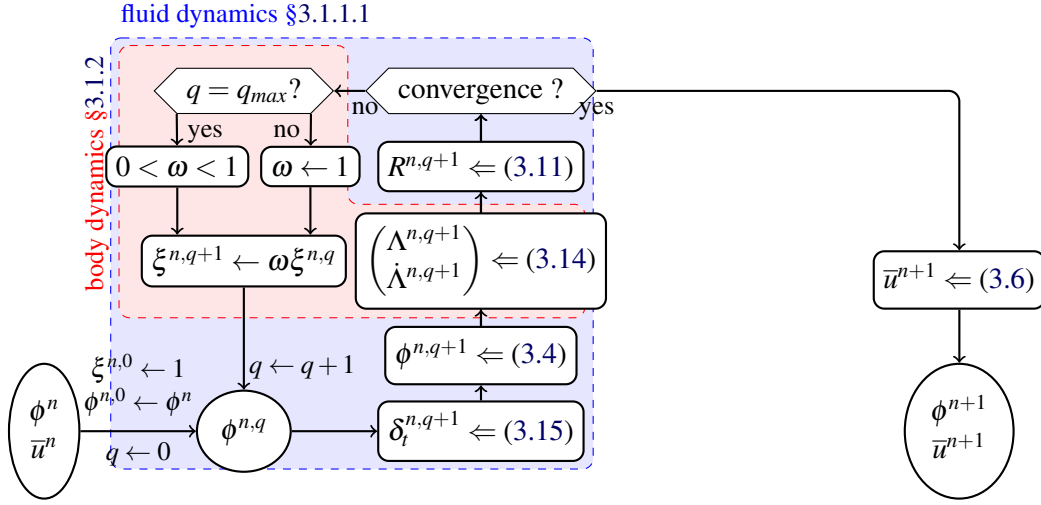 fluid dynamics §3.1.1.1
body dynamics §3.1.2
q = q_{max}?
convergence ?
no
yes
yes
no
0 < ω < 1
ω ← 1
R^{n,q+1} ⇐ (3.11)
ξ^{n,q+1} ← ωξ^{n,q}
(Λ^{n,q+1}
Λ̇^{n,q+1}) ⇐ (3.14)
u̅^{n+1} ⇐ (3.6)
ϕ^{n,q+1} ⇐ (3.4)
q ← q + 1
ξ^{n,0} ← 1
ϕ^{n,0} ← ϕ^n
q ← 0
ϕ^n
u̅^n
ϕ^{n,q}
δ_t^{n,q+1} ⇐ (3.15)
ϕ^{n+1}
u̅^{n+1}